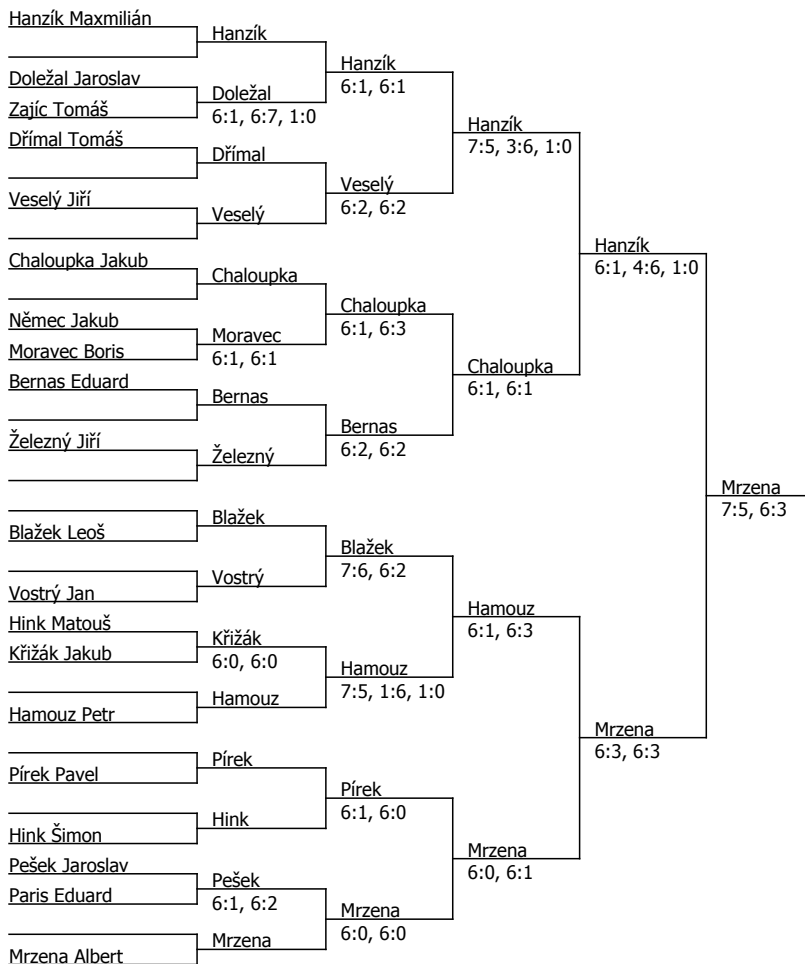 Hanzík Maxmilián
Hanzík
Doležal Jaroslav
Hanzík
6:1, 6:1
Zajíc Tomáš
Doležal
6:1, 6:7, 1:0
Hanzík
7:5, 3:6, 1:0
Dřímal Tomáš
Dřímal
Veselý Jiří
Veselý
6:2, 6:2
Veselý
Hanzík
6:1, 4:6, 1:0
Chaloupka Jakub
Chaloupka
Němec Jakub
Chaloupka
6:1, 6:3
Moravec Boris
Moravec
6:1, 6:1
Chaloupka
6:1, 6:1
Bernas Eduard
Bernas
Železný Jiří
Bernas
6:2, 6:2
Železný
Mrzena
7:5, 6:3
Blažek Leoš
Blažek
Blažek
7:6, 6:2
Vostrý Jan
Vostrý
Hamouz
6:1, 6:3
Hink Matouš
Křižák Jakub
Křižák
6:0, 6:0
Hamouz
7:5, 1:6, 1:0
Hamouz Petr
Hamouz
Mrzena
6:3, 6:3
Pírek Pavel
Pírek
Pírek
6:1, 6:0
Hink Šimon
Hink
Mrzena
6:0, 6:1
Pešek Jaroslav
Paris Eduard
Pešek
6:1, 6:2
Mrzena
6:0, 6:0
Mrzena Albert
Mrzena